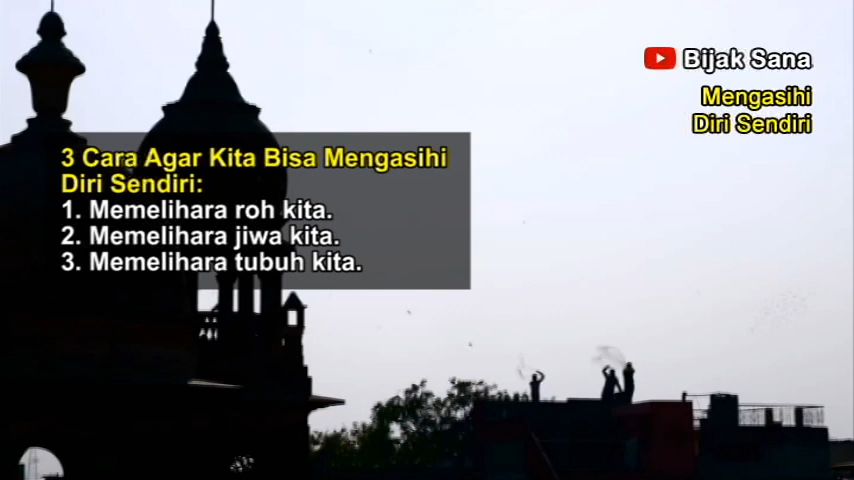 Bijak Sana
Mengasihi
Diri Sendiri
3 Cara Agar Kita Bisa Mengasihi
Diri Sendiri:
1. Memelihara roh kita.
2. Memelihara jiwa kita.
3. Memelihara tubuh kita.